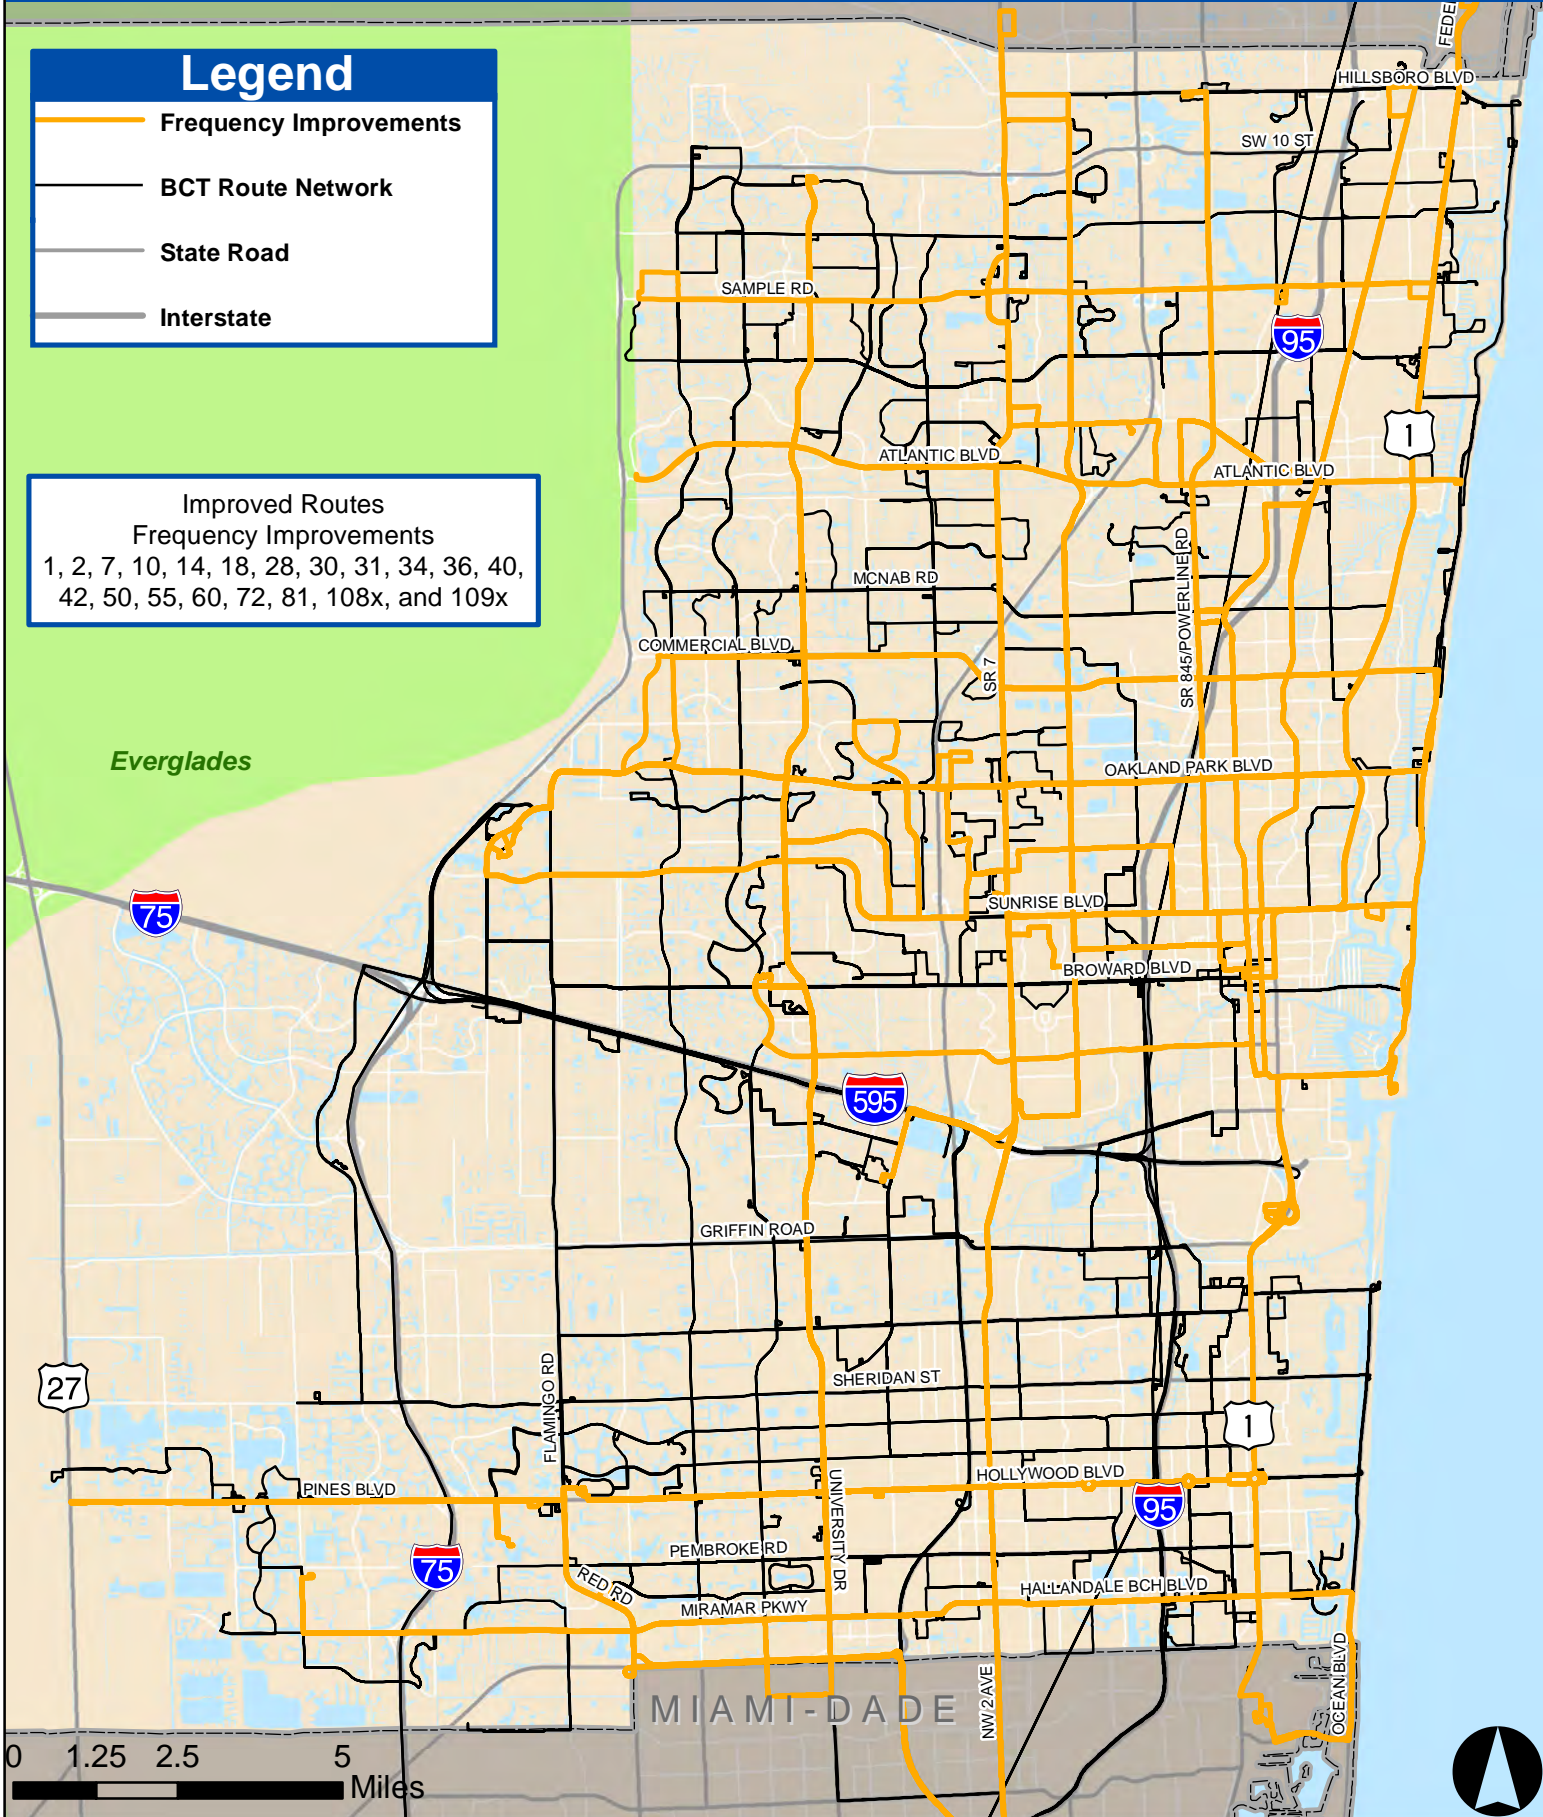 FEDE
Legend
Frequency Improvements
BCT Route Network
State Road
Interstate
HILLSBORO BLVD
SW 10 ST
SAMPLE RD
95
1
ATLANTIC BLVD
ATLANTIC BLVD
Improved Routes
Frequency Improvements
1, 2, 7, 10, 14, 18, 28, 30, 31, 34, 36, 40,
42, 50, 55, 60, 72, 81, 108x, and 109x
SR 845/POWERLINE RD
MCNAB RD
COMMERCIAL BLVD
SR 7
Everglades
OAKLAND PARK BLVD
75
SUNRISE BLVD
BROWARD BLVD
595
GRIFFIN ROAD
27
FLAMINGO RD
SHERIDAN ST
1
PINES BLVD
UNIVERSITY DR
HOLLYWOOD BLVD
95
75
PEMBROKE RD
RED RD
HALLANDALE BCH BLVD
MIRAMAR PKWY
OCEAN BLVD
NW 2 AVE
MIAMI-DADE
0 1.25 2.5 5
Miles